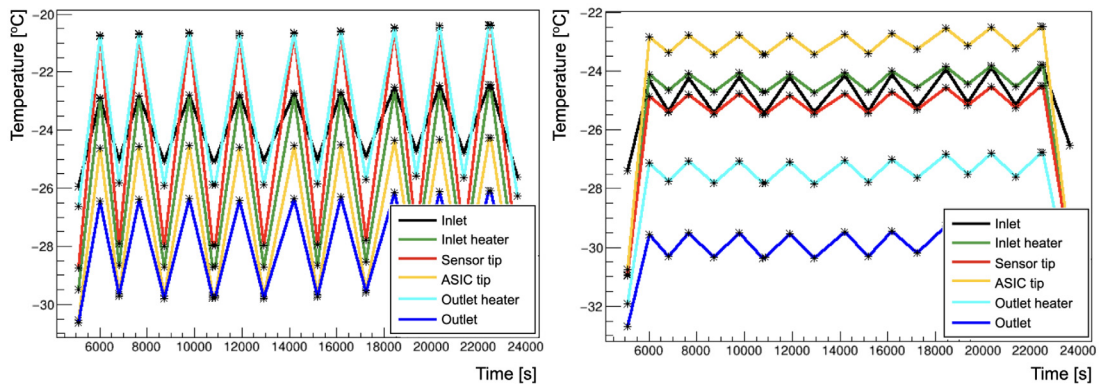 Temperature [°C]
−20
−22
−24
−26
−28
−30
6000 8000 10000 12000 14000 16000 18000 20000 22000 24000
Time [s]
Inlet
Inlet heater
Sensor tip
ASIC tip
Outlet heater
Outlet
Temperature [°C]
−22
−24
−26
−28
−30
−32
6000 8000 10000 12000 14000 16000 18000 20000 22000 24000
Time [s]
Inlet
Inlet heater
Sensor tip
ASIC tip
Outlet heater
Outlet